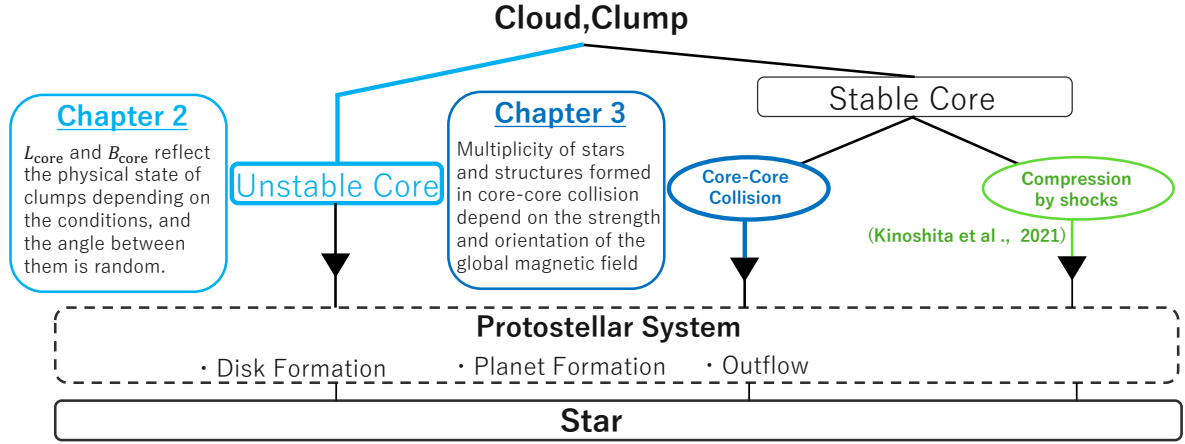 Cloud,Clump
Stable Core
Chapter 2
L_core and B_core reflect
the physical state of
clumps depending on
the conditions, and
the angle between
them is random.
Unstable Core
Chapter 3
Multiplicity of stars
and structures formed
in core-core collision
depend on the strength
and orientation of the
global magnetic field
Core-Core
Collision
Compression
by shocks
(Kinoshita et al ., 2021)
Protostellar System
・Disk Formation
・Planet Formation
・Outflow
Star